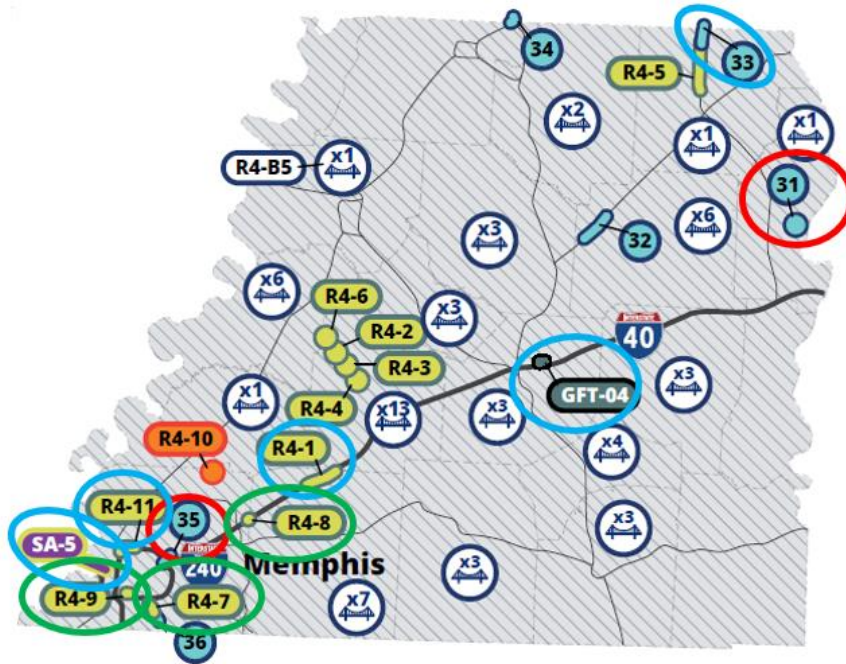 34
33
R4-5
x2
x1
x1
R4-B5
x1
31
x6
x3
32
x6
R4-6
x3
R4-2
INTERSTATE
40
R4-3
R4-4
GFT-04
x3
x1
x13
x3
R4-10
R4-1
x4
R4-11
35
R4-8
x3
SA-5
INTERSTATE
240
Memphis
x3
R4-9
R4-7
x7
36